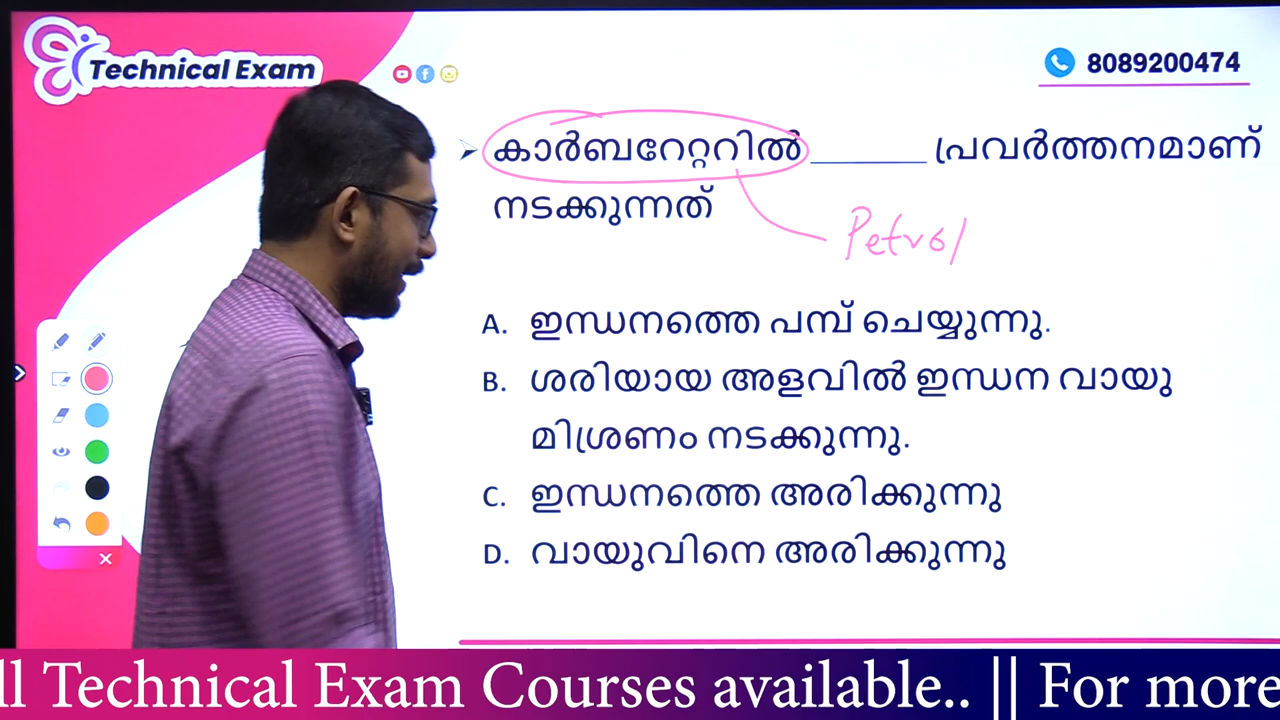 Technical Exam
8089200474
കാർബറേറ്ററിൽ ________ പ്രവർത്തനമാണ്
നടക്കുന്നത്
Petrol
A. ഇന്ധനത്തെ പമ്പ് ചെയ്യുന്നു.
B. ശരിയായ അളവിൽ ഇന്ധന വായു
മിശ്രണം നടക്കുന്നു.
C. ഇന്ധനത്തെ അരിക്കുന്നു
D. വായുവിനെ അരിക്കുന്നു
ll Technical Exam Courses available.. || For more